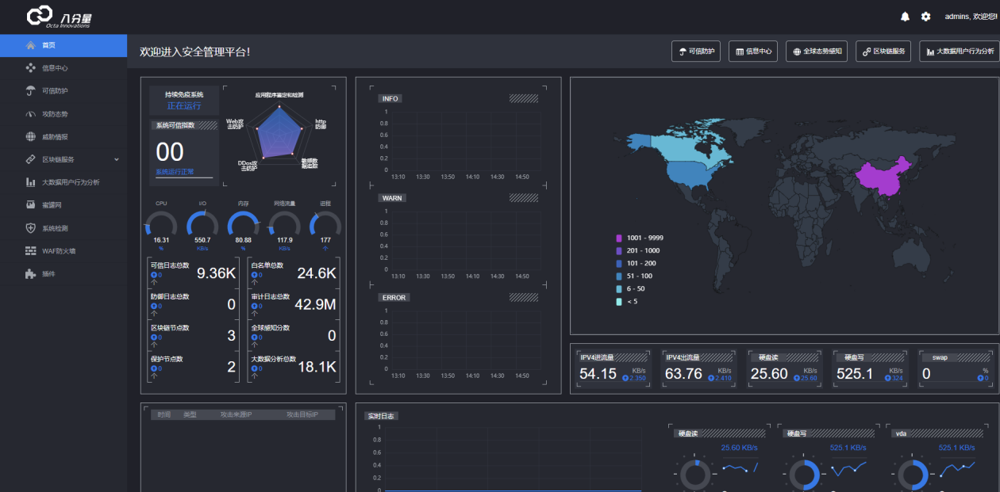 八分量
Octa Innovations
admins, 欢迎您!
首页
信息中心
可信防护
攻防态势
威胁情报
区块链服务
大数据用户行为分析
蜜罐网
系统检测
WAF防火墙
插件
欢迎进入安全管理平台!
可信防护
信息中心
全球态势感知
区块链服务
大数据用户行为分析
持续免疫系统
正在运行
系统可信指数
00
系统运行正常
应用程序鉴定和检测
Web攻击防护
http防御
DDos攻击防护
敏感数据追踪
CPU I/O 内存 网络流量 进程
16.31 550.7 80.88 117.9 177
% KB/s % KB/s 个
可信日志总数
0
个
9.36K
白名单总数
0
个
24.6K
防御日志总数
0
个
0
审计日志总数
0
个
42.9M
区块链节点数
0
个
3
全球感知分数
0
个
0
保护节点数
0
个
2
大数据分析总数
0
个
18.1K
INFO
1
0.8
0.6
0.4
0.2
0
13:10 13:30 13:50 14:10 14:30 14:50
WARN
1
0.8
0.6
0.4
0.2
0
13:10 13:30 13:50 14:10 14:30 14:50
ERROR
1
0.8
0.6
0.4
0.2
0
13:10 13:30 13:50 14:10 14:30 14:50
1001 - 9999
201 - 1000
101 - 200
51 - 100
6 - 50
< 5
IPV4进流量
54.15 KB/s
2.350
IPV4出流量
63.76 KB/s
2.410
硬盘读
25.60 KB/s
25.60
硬盘写
525.1 KB/s
324
swap
0 %
0
时间 类型 攻击来源IP 攻击目标IP
实时日志
1
0.8
0.6
0.4
0.2
0
硬盘读
25.60 KB/s
硬盘写
525.1 KB/s
vda
525.1 KB/s